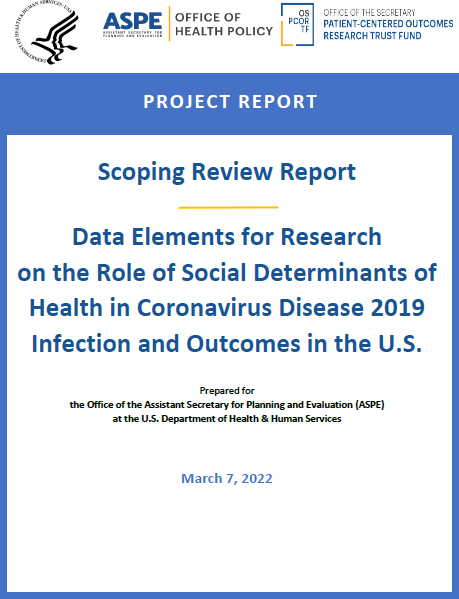 DEPARTMENT OF HEALTH & HUMAN SERVICES · USA
ASPE
ASSISTANT SECRETARY FOR
PLANNING AND EVALUATION
OFFICE OF
HEALTH POLICY
OS
PCOR
TF
OFFICE OF THE SECRETARY
PATIENT-CENTERED OUTCOMES
RESEARCH TRUST FUND
PROJECT REPORT
Scoping Review Report
Data Elements for Research
on the Role of Social Determinants of
Health in Coronavirus Disease 2019
Infection and Outcomes in the U.S.
Prepared for
the Office of the Assistant Secretary for Planning and Evaluation (ASPE)
at the U.S. Department of Health & Human Services
March 7, 2022